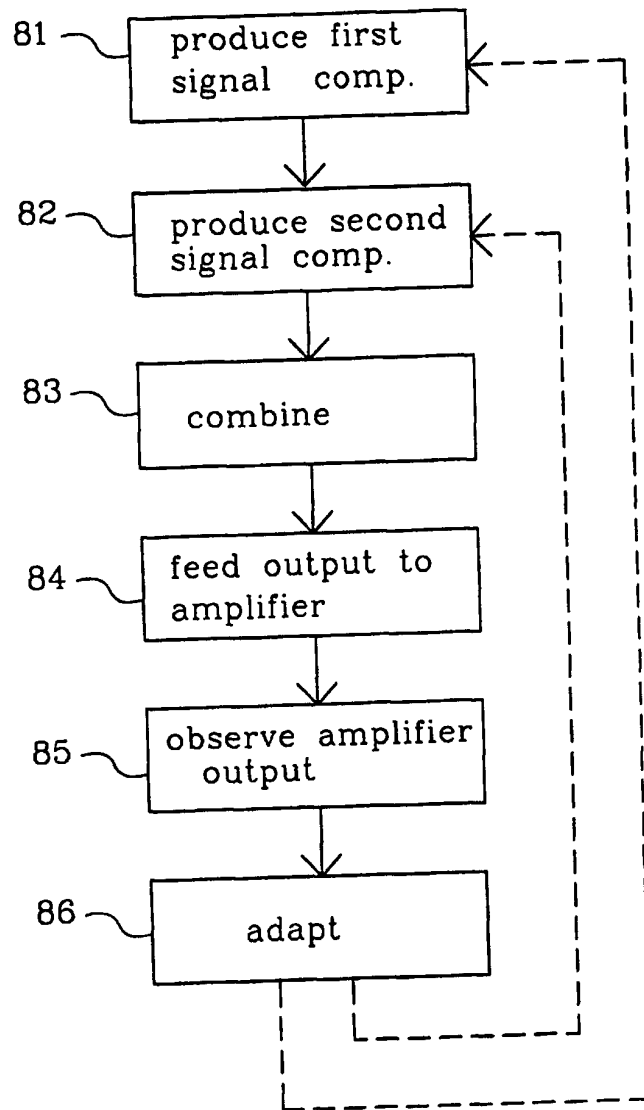 81
produce first
signal comp.
82
produce second
signal comp.
83
combine
84
feed output to
amplifier
85
observe amplifier
output
86
adapt